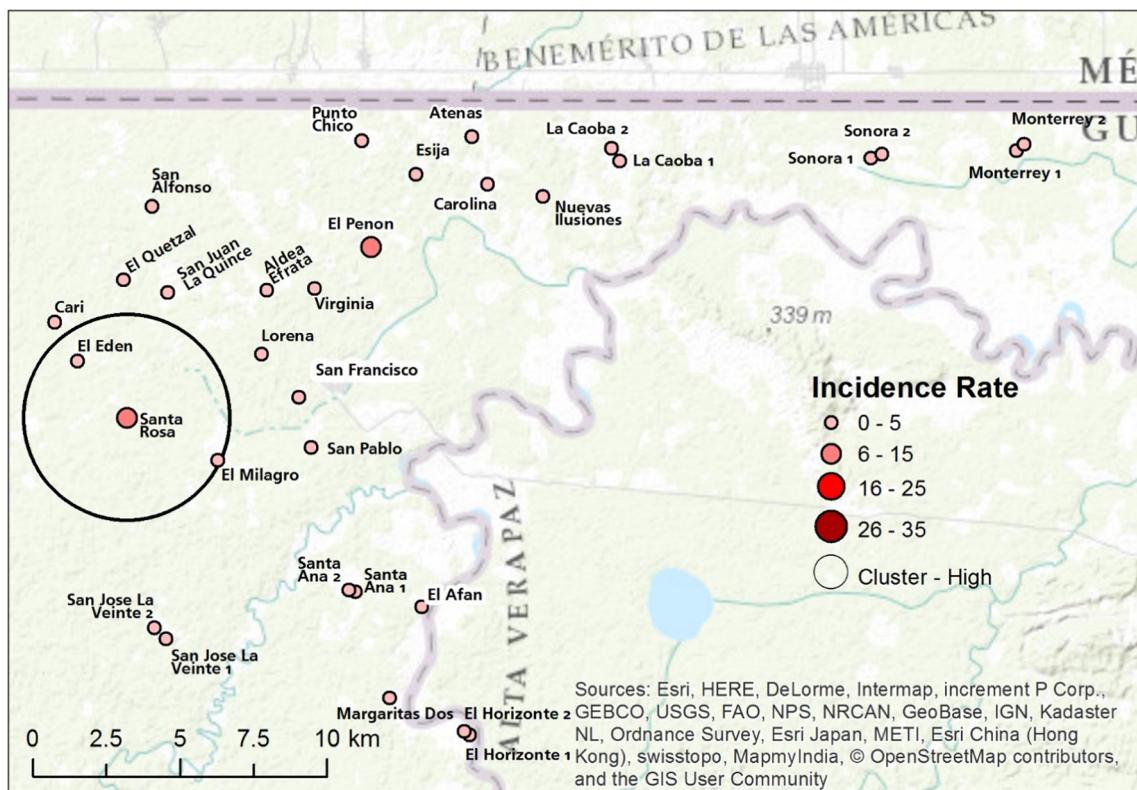 BENEMÉRITO DE LAS AMÉRICAS
MÉ
GU
Punto
Chico
Atenas
Esija
La Caoba 2
La Caoba 1
Sonora 2
Sonora 1
Monterrey 2
Monterrey 1
San
Alfonso
Carolina
Nuevas
Ilusiones
El Penon
El Quetzal
San Juan
La Quince
Aldea
Efrata
Virginia
Cari
339 m
El Eden
Lorena
San Francisco
Incidence Rate
0 - 5
6 - 15
16 - 25
26 - 35
Cluster - High
Santa
Rosa
San Pablo
El Milagro
ALTA VERAPAZ
Santa
Ana 2
Santa
Ana 1
El Afan
San Jose La
Veinte 2
San Jose La
Veinte 1
Margaritas Dos
El Horizonte 2
El Horizonte 1
0 2.5 5 7.5 10 km
Sources: Esri, HERE, DeLorme, Intermap, increment P Corp.,
GEBCO, USGS, FAO, NPS, NRCAN, GeoBase, IGN, Kadaster
NL, Ordnance Survey, Esri Japan, METI, Esri China (Hong
Kong), swisstopo, MapmyIndia, © OpenStreetMap contributors,
and the GIS User Community